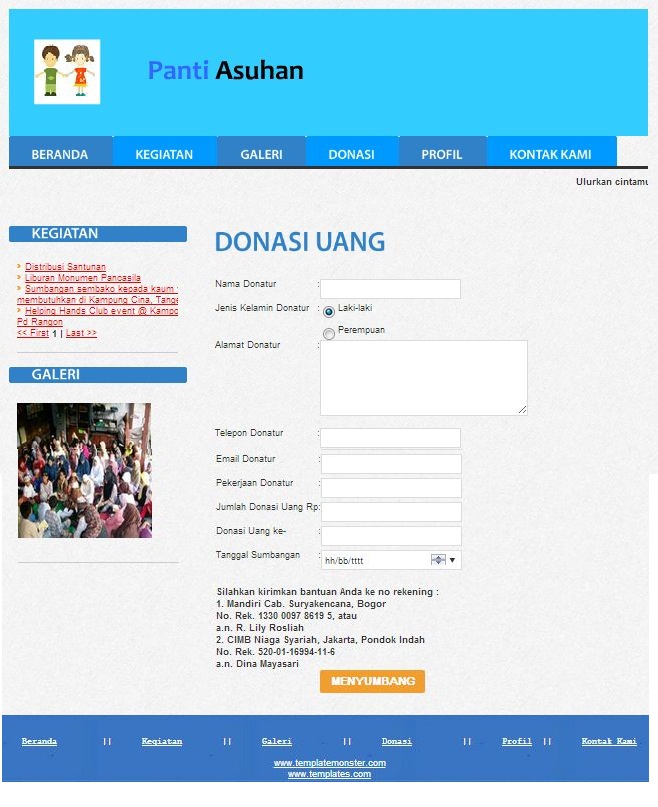 Panti Asuhan
BERANDA KEGIATAN GALERI DONASI PROFIL KONTAK KAMI
Ulurkan cintamu
KEGIATAN
Distribusi Santunan
Liburan Monumen Pancasila
Sumbangan sembako kepada kaum
membutuhkan di Kampung Cina, Tange
Helping Hands Club event @ Kampo
Pd Rangon
<< First 1 | Last >>
GALERI
DONASI UANG
Nama Donatur :
Jenis Kelamin Donatur : Laki-laki
Perempuan
Alamat Donatur :
Telepon Donatur :
Email Donatur :
Pekerjaan Donatur :
Jumlah Donasi Uang Rp:
Donasi Uang ke- :
Tanggal Sumbangan : hh/bb/tttt
Silahkan kirimkan bantuan Anda ke no rekening :
1. Mandiri Cab. Suryakencana, Bogor
No. Rek. 1330 0097 8619 5, atau
a.n. R. Lily Rosliah
2. CIMB Niaga Syariah, Jakarta, Pondok Indah
No. Rek. 520-01-16994-11-6
a.n. Dina Mayasari
MENYUMBANG
Beranda || Kegiatan || Galeri || Donasi || Profil || Kontak Kami
www.templatemonster.com
www.templates.com